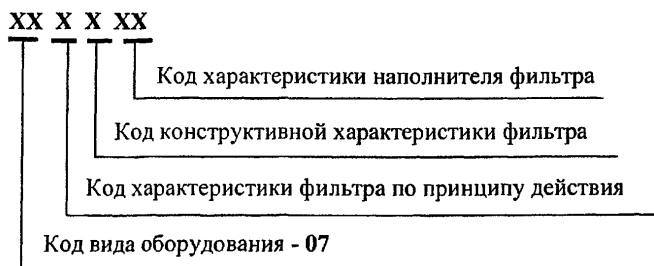 XX X X XX
Код характеристики наполнителя фильтра
Код конструктивной характеристики фильтра
Код характеристики фильтра по принципу действия
Код вида оборудования - 07